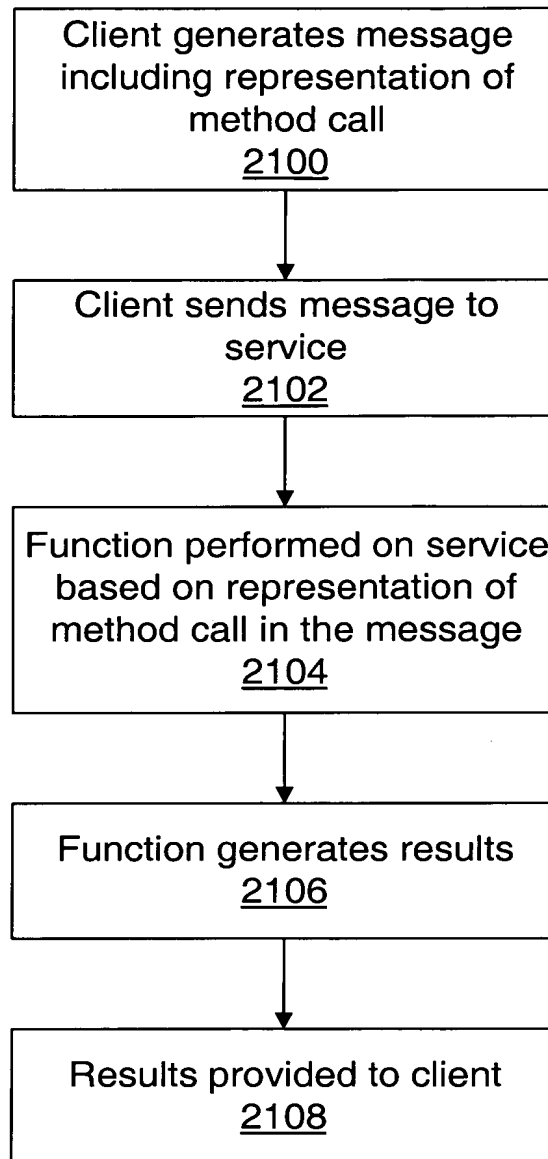 Client generates message
including representation of
method call
2100
Client sends message to
service
2102
Function performed on service
based on representation of
method call in the message
2104
Function generates results
2106
Results provided to client
2108